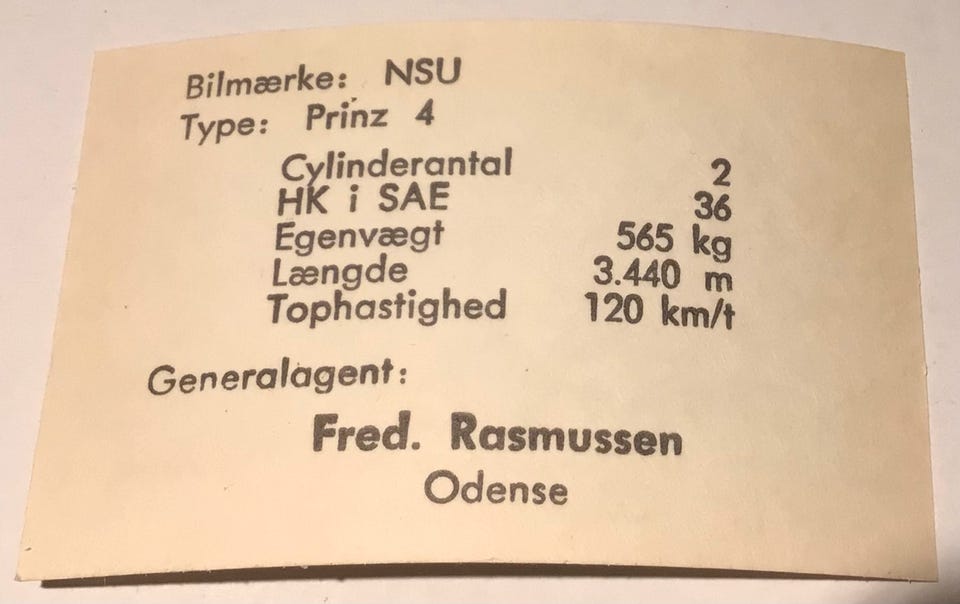 Bilmærke: NSU
Type: Prinz 4
Cylinderantal 2
HK i SAE 36
Egenvægt 565 kg
Længde 3.440 m
Tophastighed 120 km/t
Generalagent:
Fred. Rasmussen
Odense